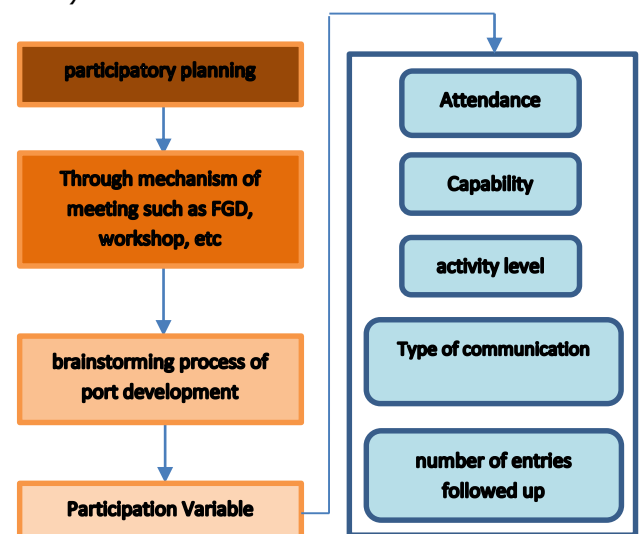 participatory planning
Through mechanism of
meeting such as FGD,
workshop, etc
brainstorming process of
port development
Participation Variable
Attendance
Capability
activity level
Type of communication
number of entries
followed up